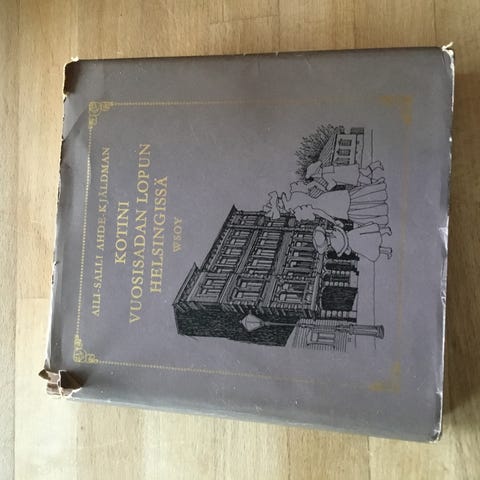 AILI-SALLI AHDE-KJÄLDMAN
KOTINI
VUOSISADAN LOPUN
HELSINGISSÄ
WSOY